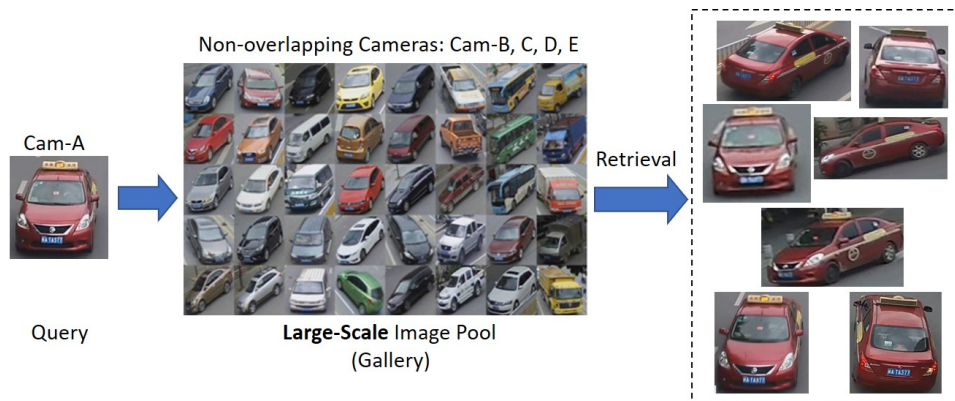 Non-overlapping Cameras: Cam-B, C, D, E
Cam-A
Retrieval
Query
Large-Scale Image Pool
(Gallery)